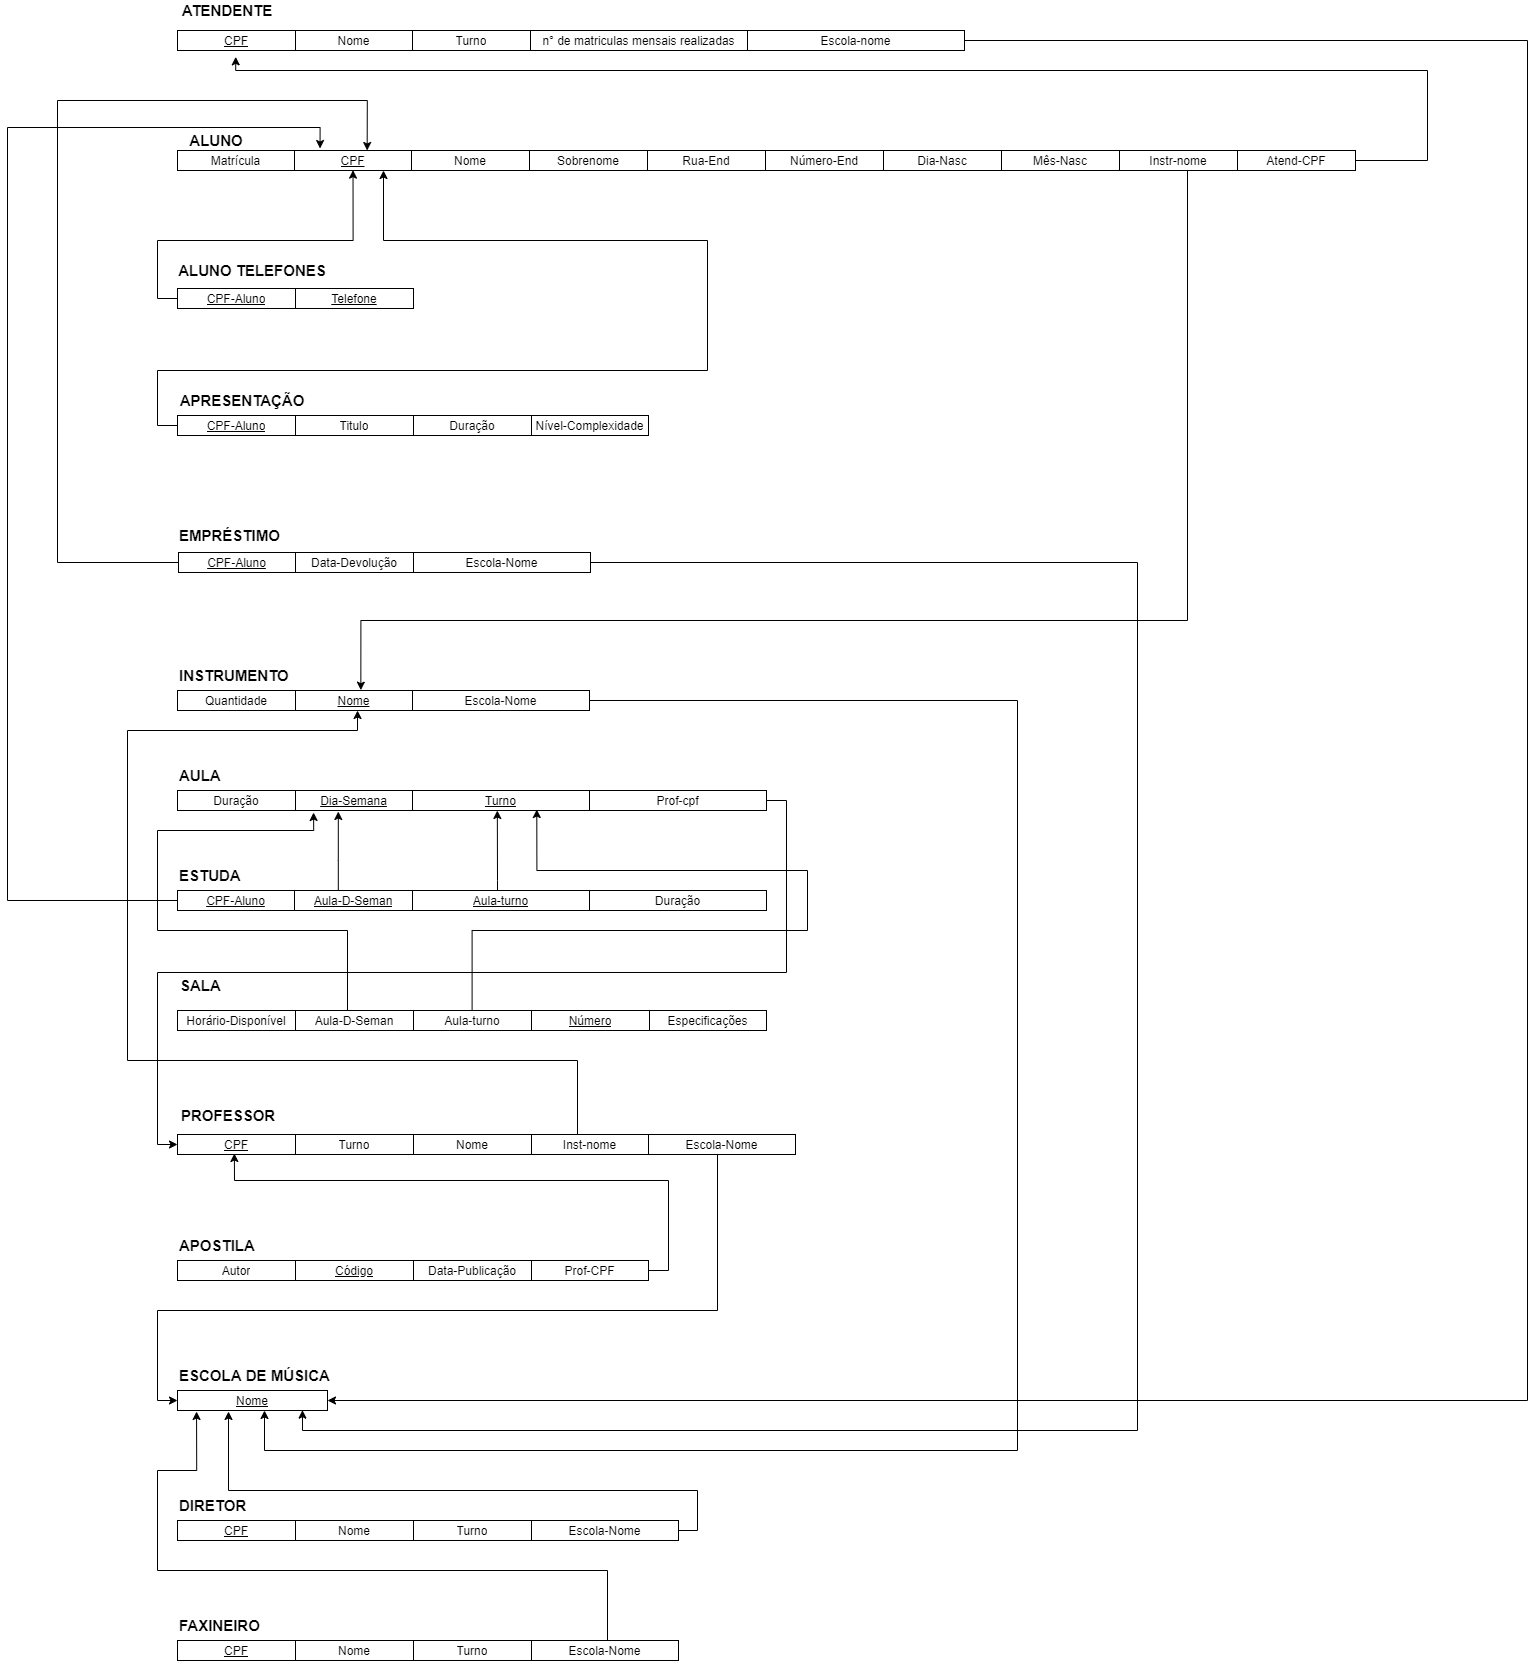 ATENDENTE
CPF Nome Turno n° de matriculas mensais realizadas Escola-nome
ALUNO
Matrícula CPF Nome Sobrenome Rua-End Número-End Dia-Nasc Mês-Nasc Instr-nome Atend-CPF
ALUNO TELEFONES
CPF-Aluno Telefone
APRESENTAÇÃO
CPF-Aluno Titulo Duração Nível-Complexidade
EMPRÉSTIMO
CPF-Aluno Data-Devolução Escola-Nome
INSTRUMENTO
Quantidade Nome Escola-Nome
AULA
Duração Dia-Semana Turno Prof-cpf
ESTUDA
CPF-Aluno Aula-D-Seman Aula-turno Duração
SALA
Horário-Disponível Aula-D-Seman Aula-turno Número Especificações
PROFESSOR
CPF Turno Nome Inst-nome Escola-Nome
APOSTILA
Autor Código Data-Publicação Prof-CPF
ESCOLA DE MÚSICA
Nome
DIRETOR
CPF Nome Turno Escola-Nome
FAXINEIRO
CPF Nome Turno Escola-Nome